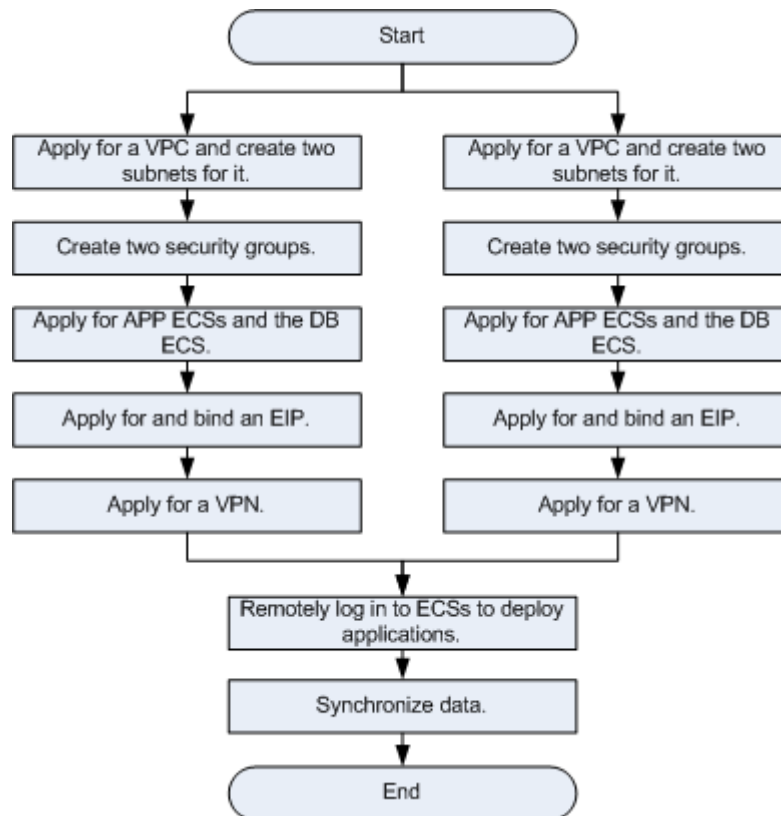 Start
Apply for a VPC and create two
subnets for it.
Apply for a VPC and create two
subnets for it.
Create two security groups.
Create two security groups.
Apply for APP ECSs and the DB
ECS.
Apply for APP ECSs and the DB
ECS.
Apply for and bind an EIP.
Apply for and bind an EIP.
Apply for a VPN.
Apply for a VPN.
Remotely log in to ECSs to deploy
applications.
Synchronize data.
End